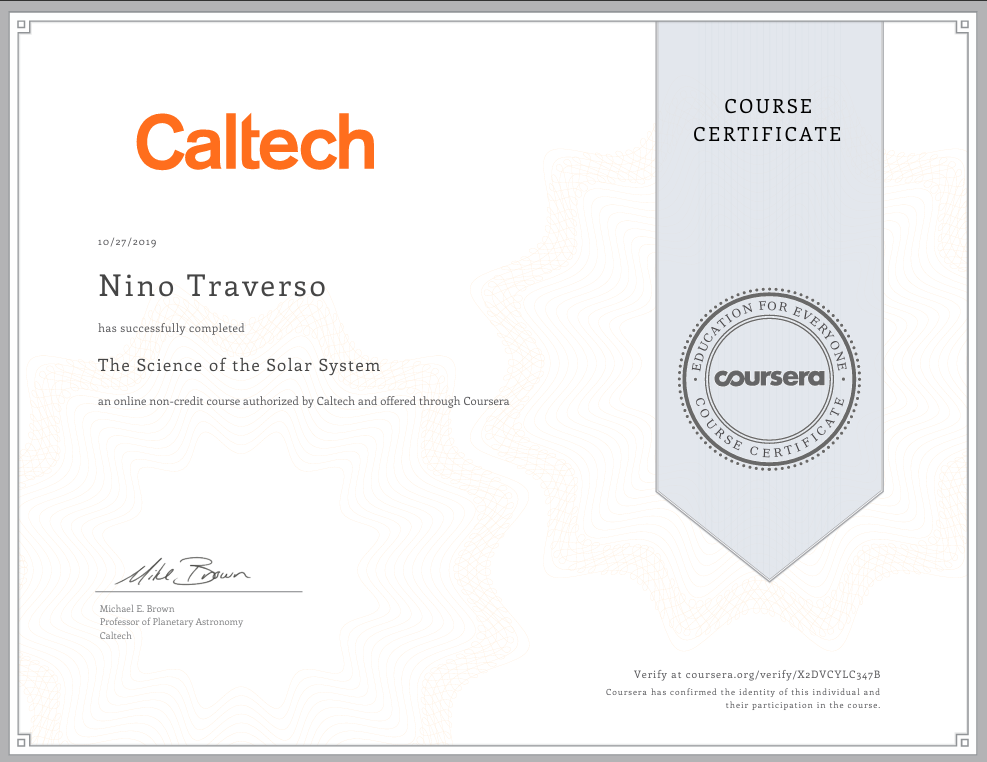 Caltech
COURSE
CERTIFICATE
10/27/2019
Nino Traverso
has successfully completed
The Science of the Solar System
an online non-credit course authorized by Caltech and offered through Coursera
EDUCATION FOR EVERYONE
coursera
COURSE CERTIFICATE
Mike Brown
Michael E. Brown
Professor of Planetary Astronomy
Caltech
Verify at coursera.org/verify/X2DVCYLC347B
Coursera has confirmed the identity of this individual and
their participation in the course.